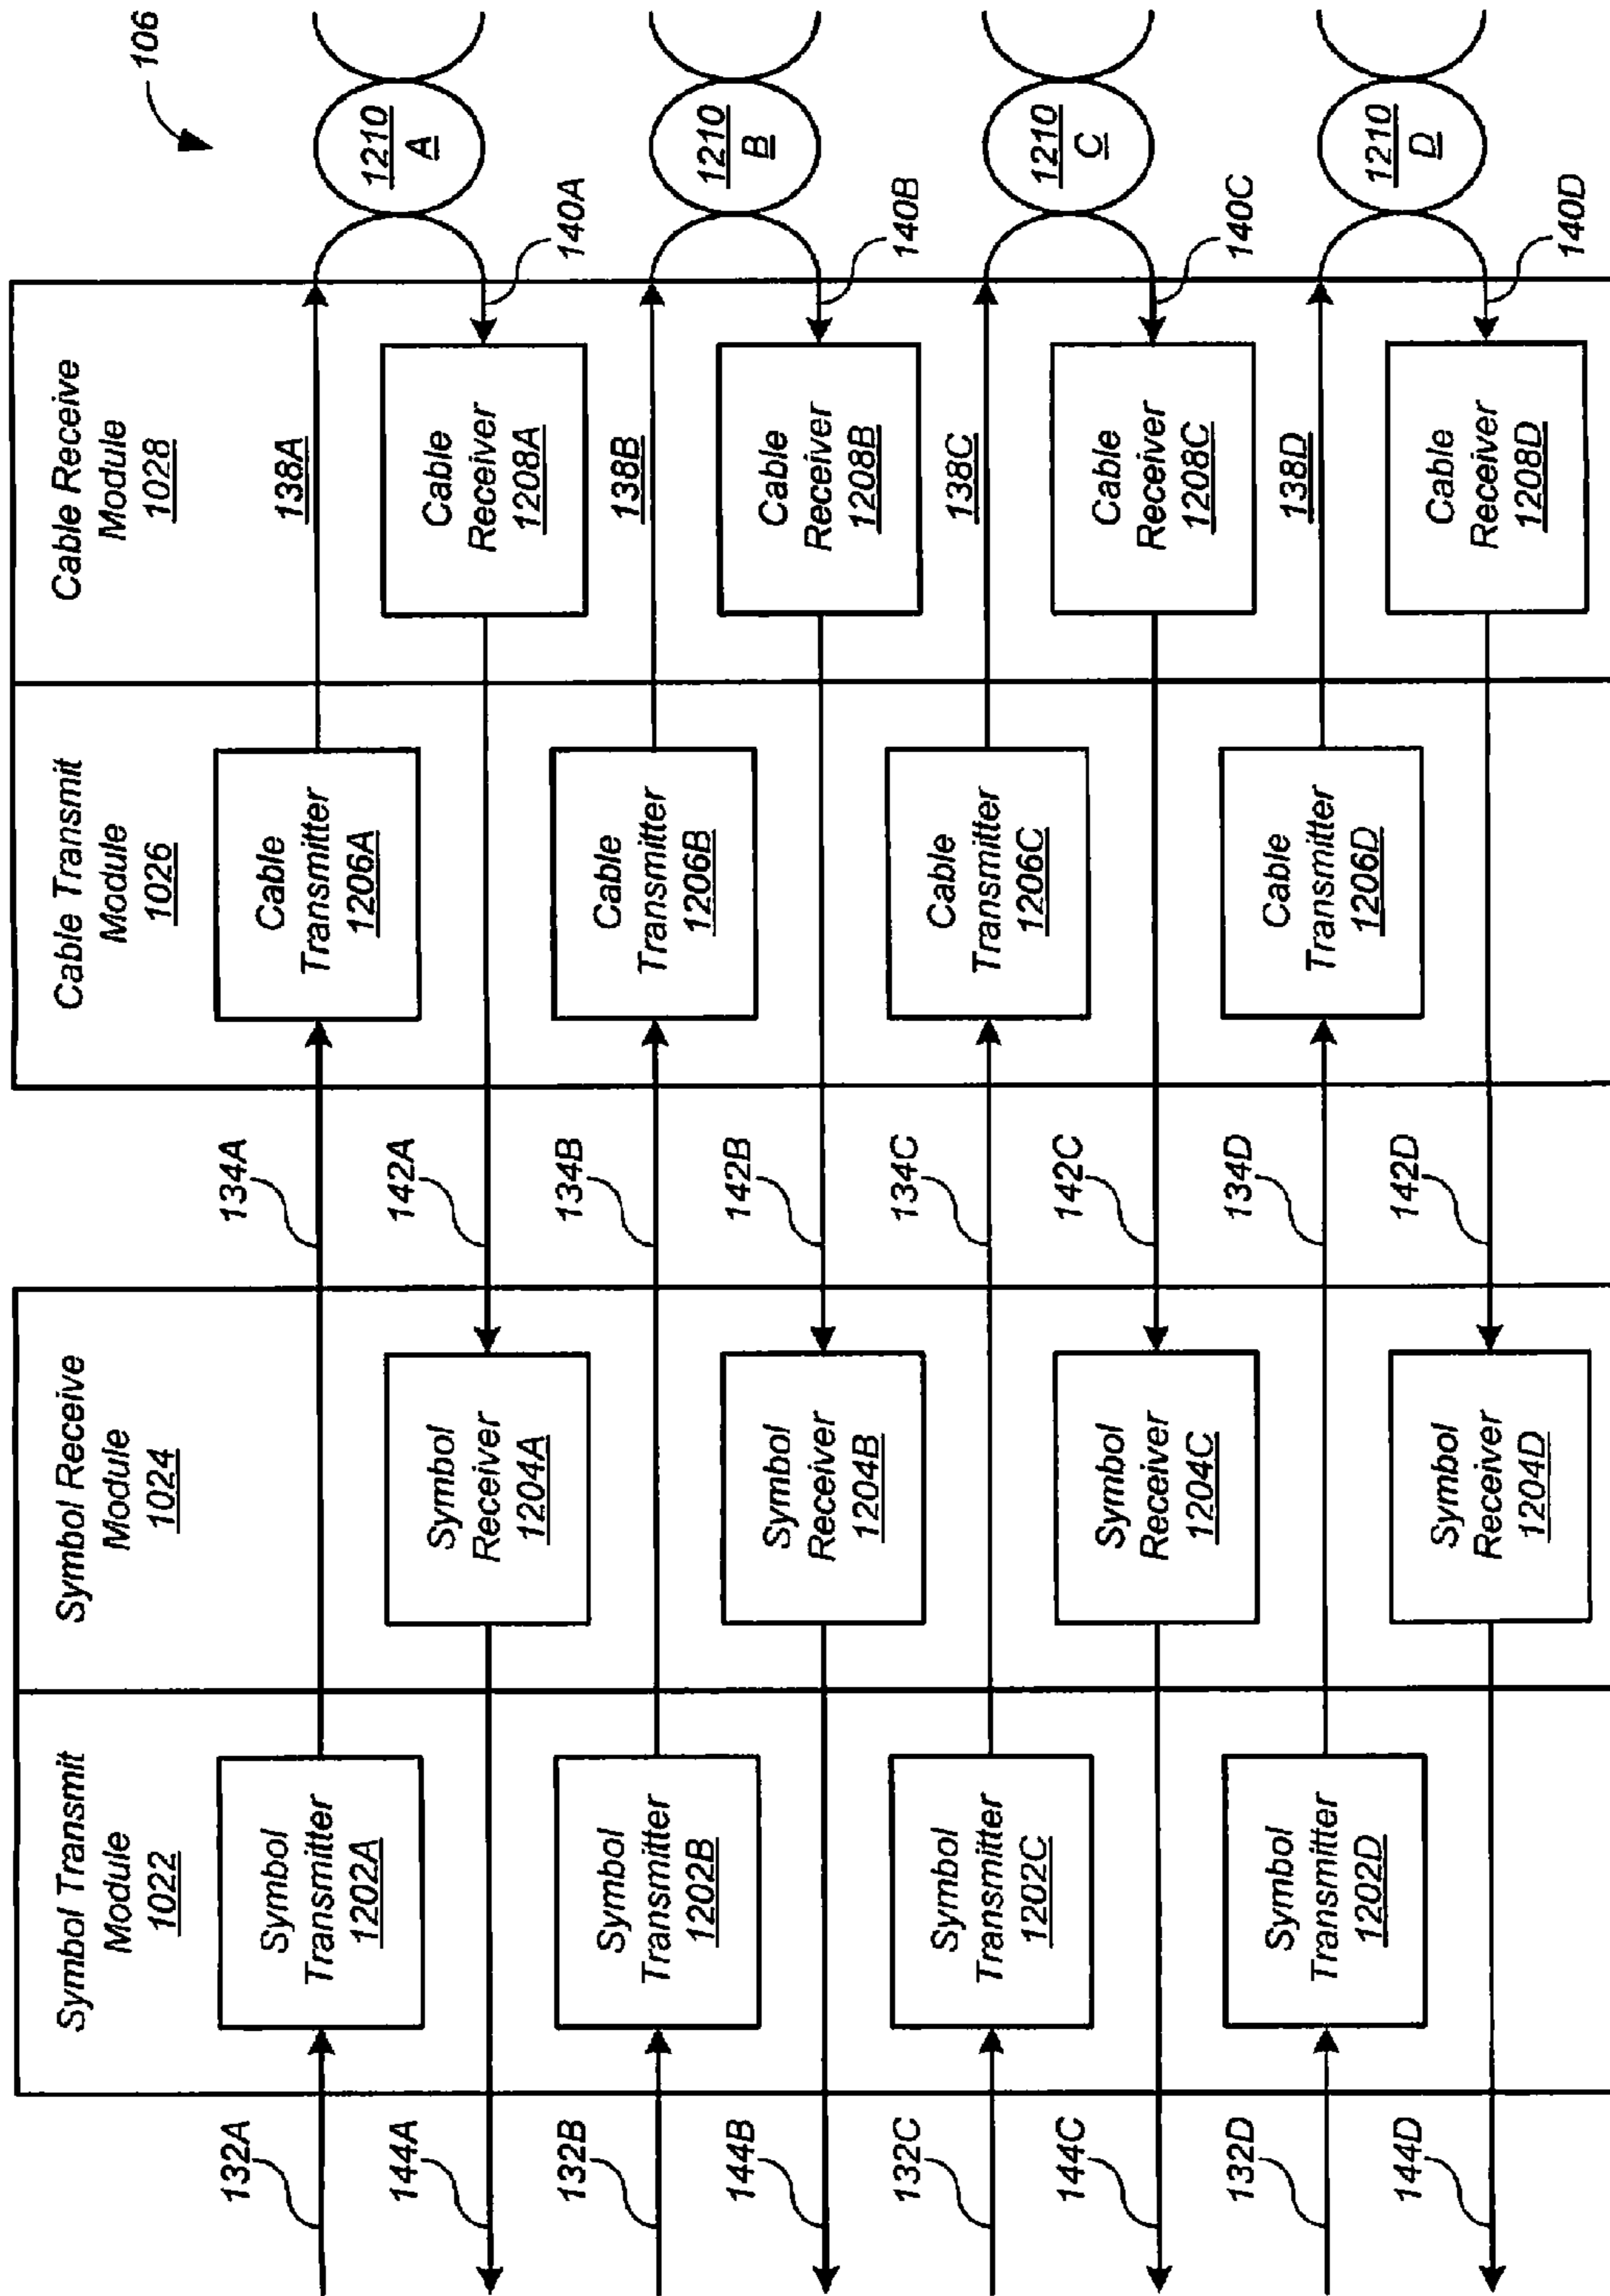 106
Symbol Transmit
Module
1022
Symbol Receive
Module
1024
Cable Transmit
Module
1026
Cable Receive
Module
1028
132A
Symbol
Transmitter
1202A
134A
Cable
Transmitter
1206A
138A
1210
A
144A
Symbol
Receiver
1204A
142A
Cable
Receiver
1208A
140A
132B
Symbol
Transmitter
1202B
134B
Cable
Transmitter
1206B
138B
1210
B
144B
Symbol
Receiver
1204B
142B
Cable
Receiver
1208B
140B
132C
Symbol
Transmitter
1202C
134C
Cable
Transmitter
1206C
138C
1210
C
144C
Symbol
Receiver
1204C
142C
Cable
Receiver
1208C
140C
132D
Symbol
Transmitter
1202D
134D
Cable
Transmitter
1206D
138D
1210
D
144D
Symbol
Receiver
1204D
142D
Cable
Receiver
1208D
140D